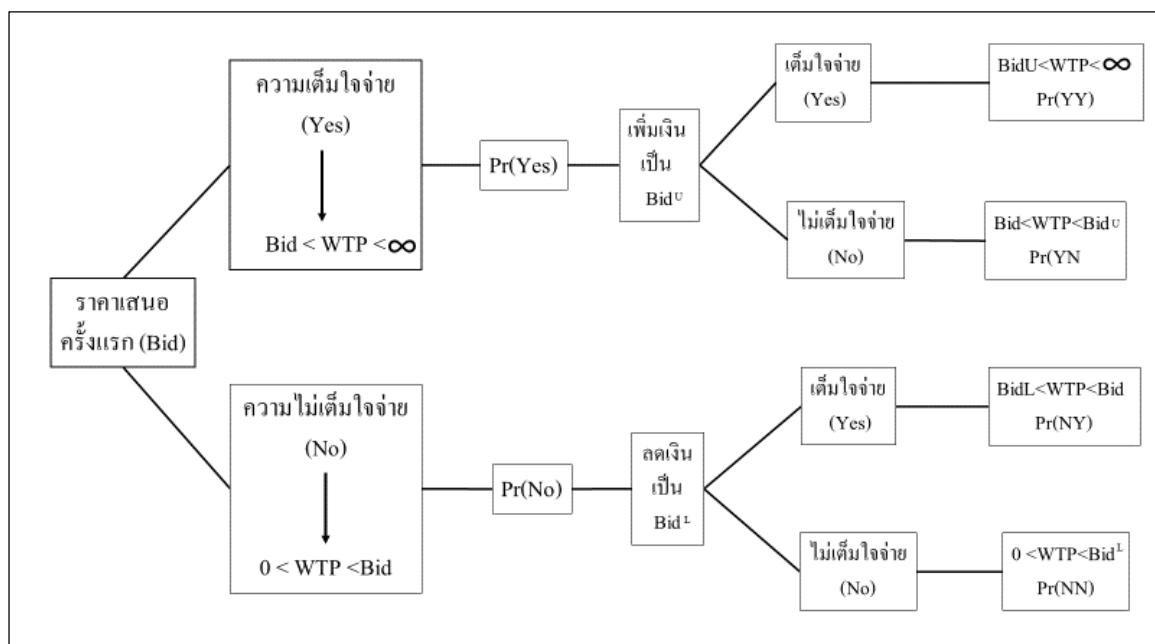 ราคาเสนอ
ครั้งแรก (Bid)
ความเต็มใจจ่าย
(Yes)
Bid < WTP < ∞
Pr(Yes)
เพิ่มเงิน
เป็น
Bid ᵁ
เต็มใจจ่าย
(Yes)
BidU<WTP<∞
Pr(YY)
ไม่เต็มใจจ่าย
(No)
Bid<WTP<Bid ᵁ
Pr(YN
ความไม่เต็มใจจ่าย
(No)
0 < WTP <Bid
Pr(No)
ลดเงิน
เป็น
Bid ᴸ
เต็มใจจ่าย
(Yes)
BidL<WTP<Bid
Pr(NY)
ไม่เต็มใจจ่าย
(No)
0 <WTP<Bidᴸ
Pr(NN)